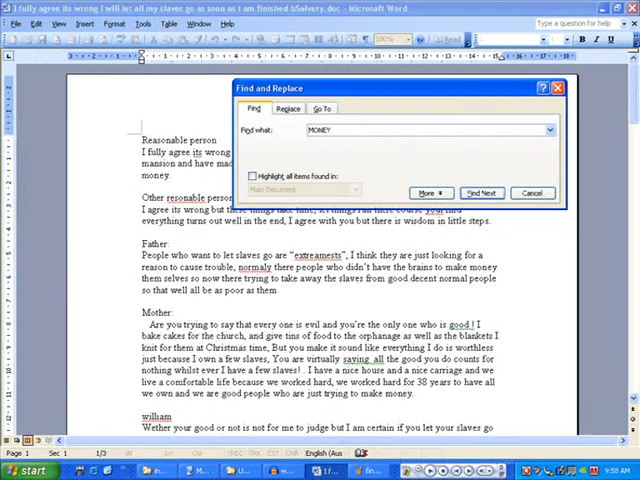 I fully agree its wrong I will let all my slaves go as soon as I am finished bSalvery.doc - Microsoft Word
File Edit View Insert Format Tools Table Window Help
Type a question for help
100%
Read
Find and Replace
Find Replace Go To
Find what: MONEY
Highlight all items found in:
Main Document
More Find Next Cancel
Reasonable person
I fully agree its wrong
mansion and have mad
money.
Other resonable person
I agree its wrong but these things take time, let things run there course your find
everything turns out well in the end, I agree with you but there is wisdom in little steps.
Father:
People who want to let slaves go are "extreamests", I think they are just looking for a
reason to cause trouble, normaly there people who didn't have the brains to make money
them selves so now there trying to take away the slaves from good decent normal people
so that well all be as poor as them
Mother:
Are you trying to say that every one is evil and you're the only one who is good ! I
bake cakes for the church, and give tins of food to the orphanage as well as the blankets I
knit for them at Christmas time, But you make it sound like everything I do is worthless
just because I own a few slaves, You are virtually saying all the good you do counts for
nothing whilst ever I have a few slaves! . I have a nice house and a nice carriage and we
live a comfortable life because we worked hard, we worked hard for 38 years to have all
we own and we are good people who are just trying to make money.
william
Wether your good or not is not for me to judge but I am certain if you let your slaves go
Page 1 Sec 1 1/3 English (Aus
start in... M... U... w... 1 f... fin... 9:58 AM